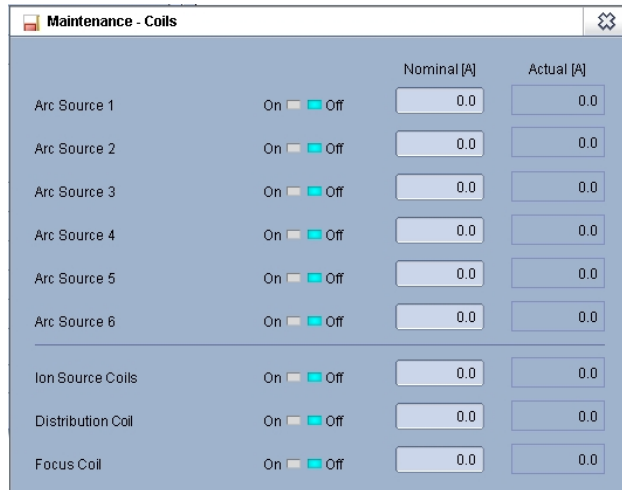 Maintenance - Coils
Nominal [A] Actual [A]
Arc Source 1 On Off 0.0 0.0
Arc Source 2 On Off 0.0 0.0
Arc Source 3 On Off 0.0 0.0
Arc Source 4 On Off 0.0 0.0
Arc Source 5 On Off 0.0 0.0
Arc Source 6 On Off 0.0 0.0
Ion Source Coils On Off 0.0 0.0
Distribution Coil On Off 0.0 0.0
Focus Coil On Off 0.0 0.0